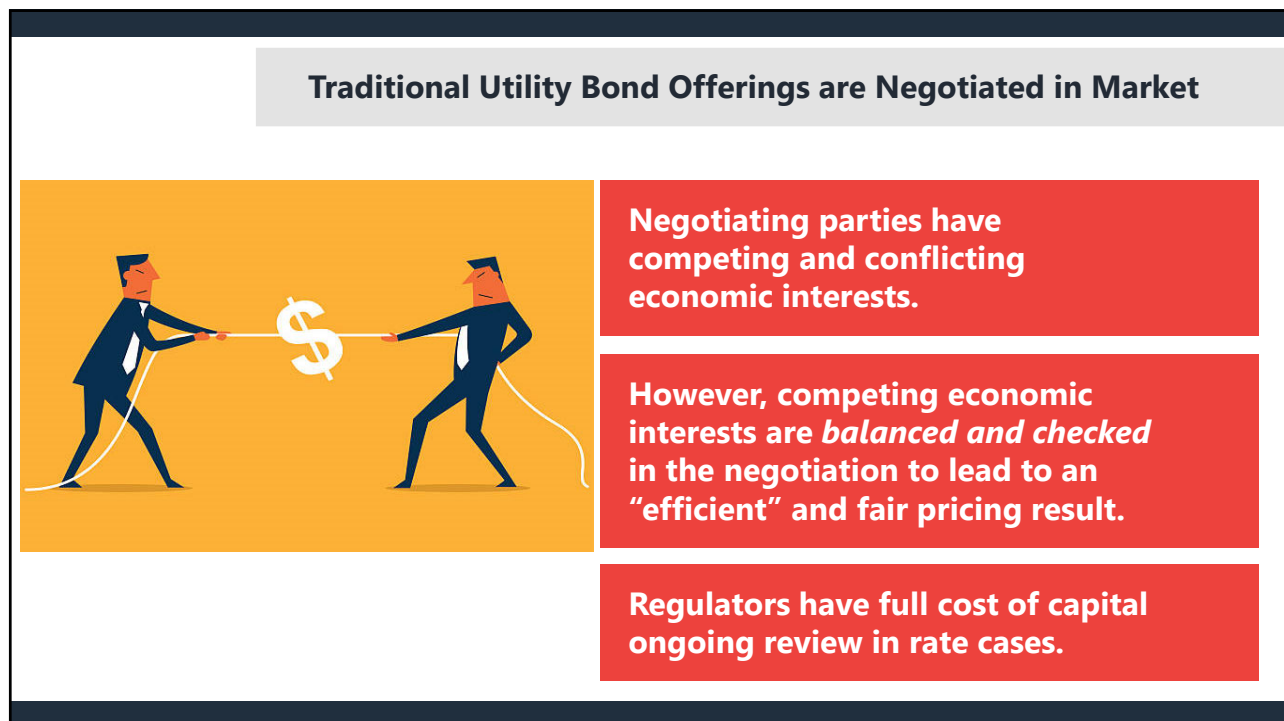 Traditional Utility Bond Offerings are Negotiated in Market
$
Negotiating parties have
competing and conflicting
economic interests.
However, competing economic
interests are balanced and checked
in the negotiation to lead to an
“efficient” and fair pricing result.
Regulators have full cost of capital
ongoing review in rate cases.